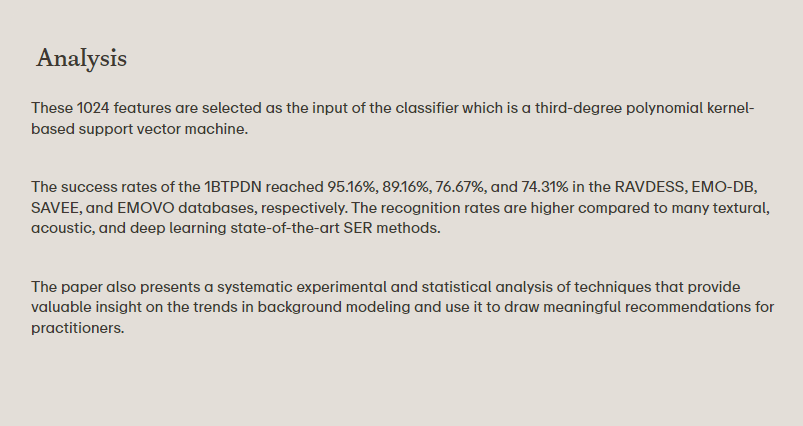 Analysis
These 1024 features are selected as the input of the classifier which is a third-degree polynomial kernel-
based support vector machine.
The success rates of the 1BTPDN reached 95.16%, 89.16%, 76.67%, and 74.31% in the RAVDESS, EMO-DB,
SAVEE, and EMOVO databases, respectively. The recognition rates are higher compared to many textural,
acoustic, and deep learning state-of-the-art SER methods.
The paper also presents a systematic experimental and statistical analysis of techniques that provide
valuable insight on the trends in background modeling and use it to draw meaningful recommendations for
practitioners.